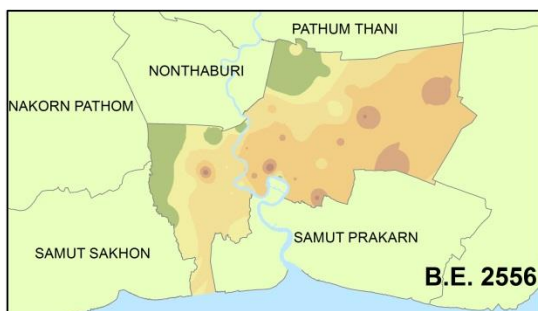 PATHUM THANI
NONTHABURI
NAKORN PATHOM
SAMUT SAKHON
SAMUT PRAKARN
B.E. 2556